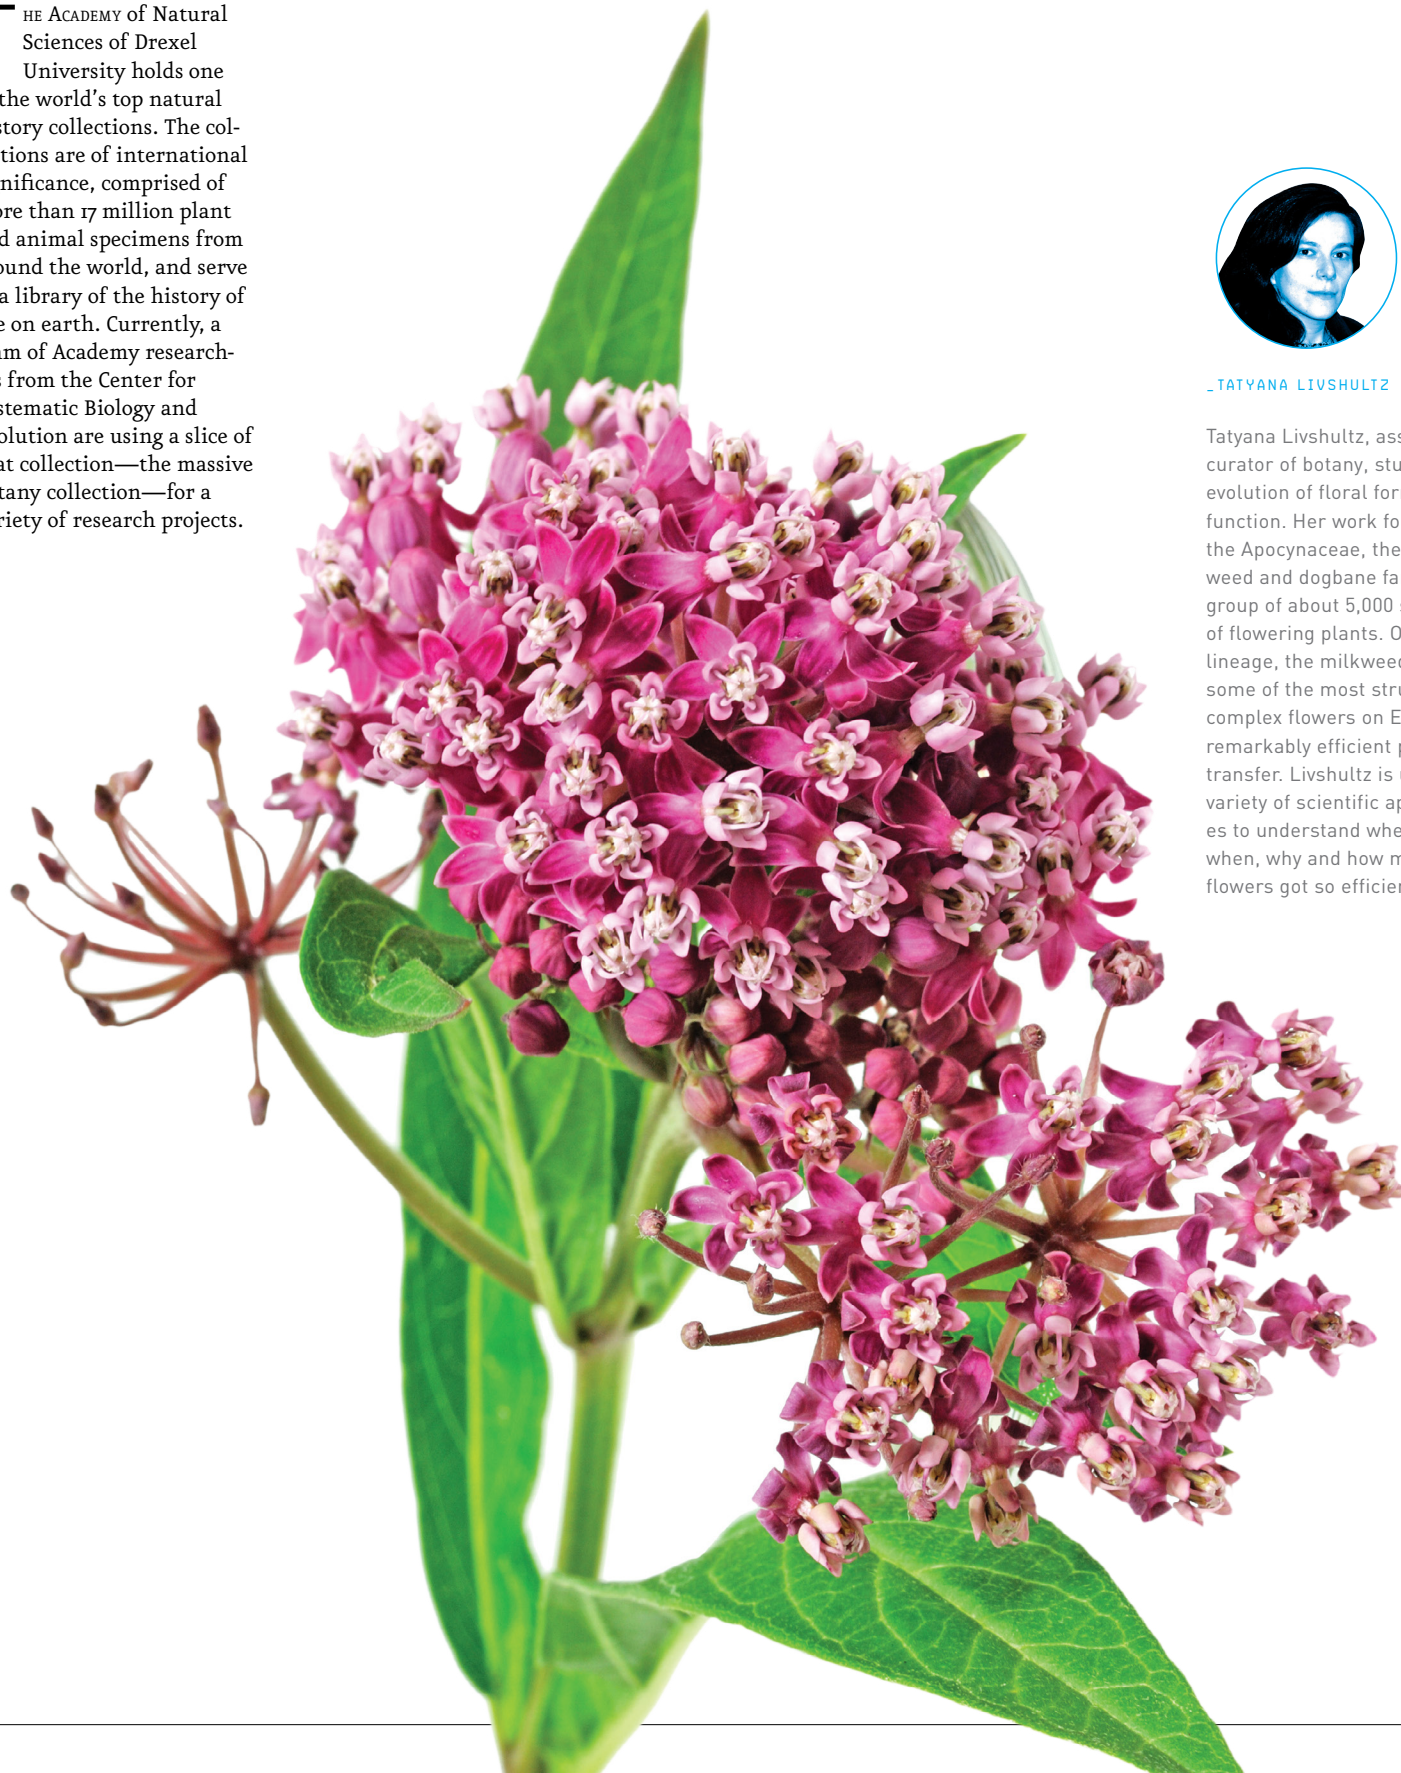 HE ACADEMY of Natural
Sciences of Drexel
University holds one
the world's top natural
story collections. The col-
tions are of international
nificance, comprised of
ore than 17 million plant
d animal specimens from
ound the world, and serve
a library of the history of
e on earth. Currently, a
am of Academy research-
s from the Center for
stematic Biology and
olution are using a slice of
at collection—the massive
tany collection—for a
riety of research projects.
_TATYANA LIVSHULTZ
Tatyana Livshultz, ass
curator of botany, stu
evolution of floral for
function. Her work fo
the Apocynaceae, the
weed and dogbane fa
group of about 5,000
of flowering plants. O
lineage, the milkweed
some of the most stru
complex flowers on E
remarkably efficient p
transfer. Livshultz is
variety of scientific ap
es to understand whe
when, why and how m
flowers got so efficien